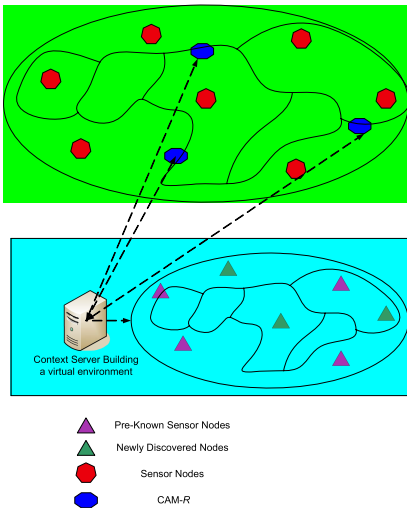 Context Server Building
a virtual environment
Pre-Known Sensor Nodes
Newly Discovered Nodes
Sensor Nodes
CAM-R